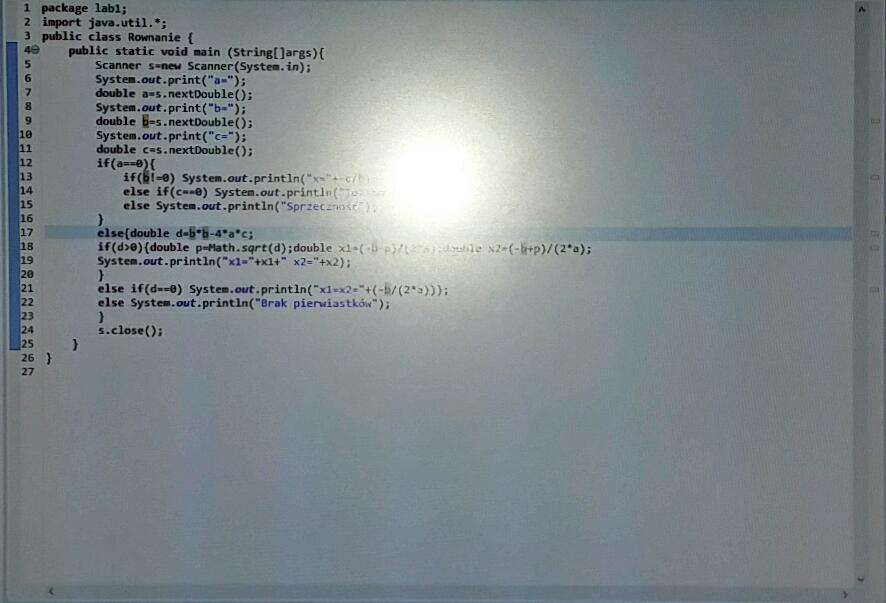 1 package lab1;
2 import java.util.*;
3 public class Rownanie {
4 public static void main (String[]args){
5 Scanner s=new Scanner(System.in);
6 System.out.print("a=");
7 double a=s.nextDouble();
8 System.out.print("b=");
9 double b=s.nextDouble();
10 System.out.print("c=");
11 double c=s.nextDouble();
12 if(a==0){
13 if(b!=0) System.out.println("x="+-c/b);
14 else if(c==0) System.out.println(
15 else System.out.println("Sprzeczność");
16 }
17 else{double d=b*b-4*a*c;
18 if(d>0){double p=Math.sqrt(d);double x1=(-b-p)/(2*a);double x2=(-b+p)/(2*a);
19 System.out.println("x1="+x1+" x2="+x2);
20 }
21 else if(d==0) System.out.println("x1=x2="+(-b/(2*a)));
22 else System.out.println("Brak pierwiastków");
23 }
24 s.close();
25 }
26 }
27